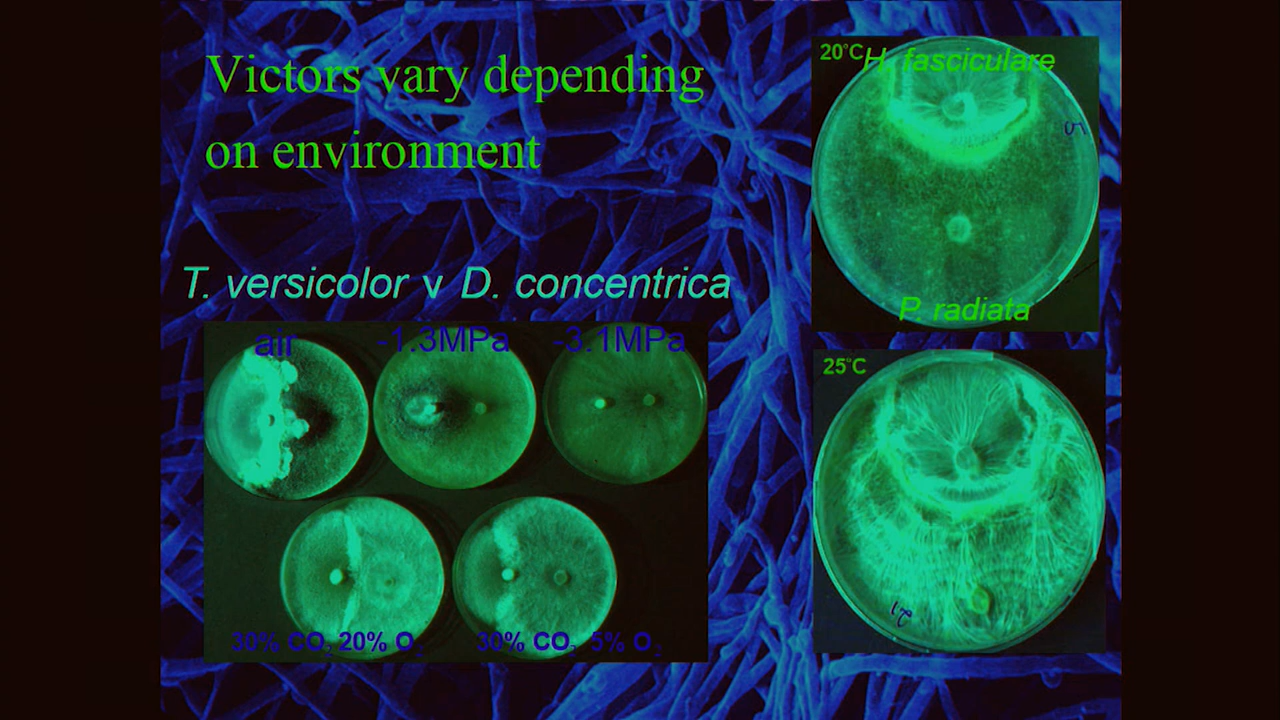 Victors vary depending
on environment
T. versicolor v D. concentrica
air -1.3MPa -3.1MPa
30% CO2 20% O2 30% CO2 5% O2
20°C H. fasciculare
P. radiata
25°C